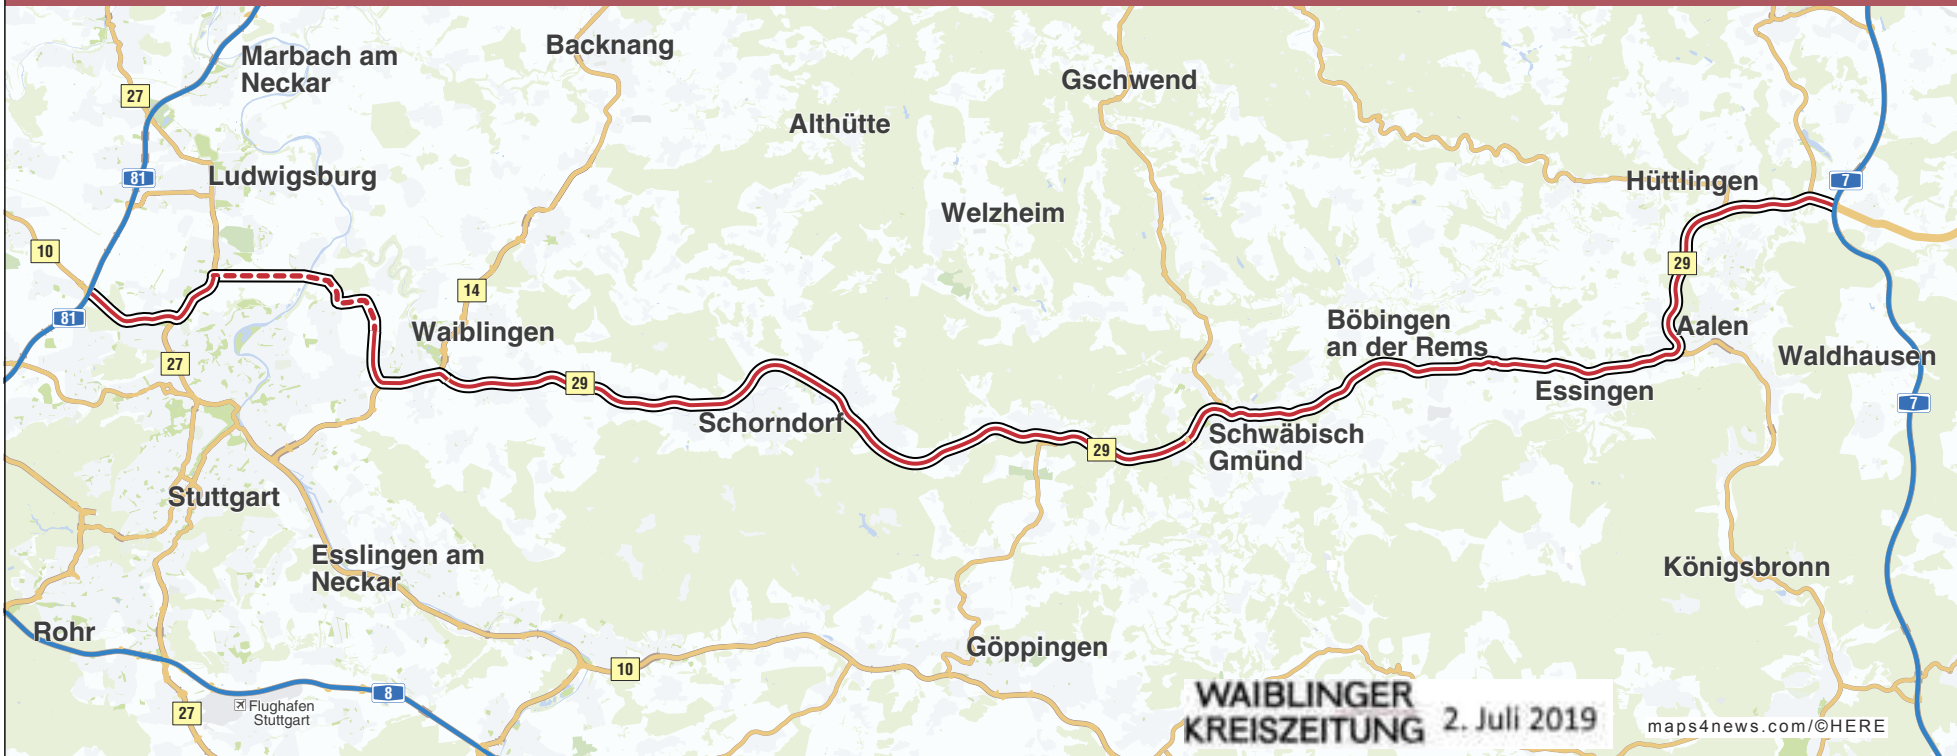 Marbach am
Neckar
Backnang
Gschwend
27
Althütte
81
Ludwigsburg
Hüttlingen
7
Welzheim
10
29
14
81
Waiblingen
Böbingen
an der Rems
Aalen
Waldhausen
27
29
Essingen
7
Schorndorf
29
Schwäbisch
Gmünd
Stuttgart
Esslingen am
Neckar
Königsbronn
Rohr
Göppingen
10
8
27
Flughafen
Stuttgart
WAIBLINGER
KREISZEITUNG 2. Juli 2019
maps4news.com/©HERE